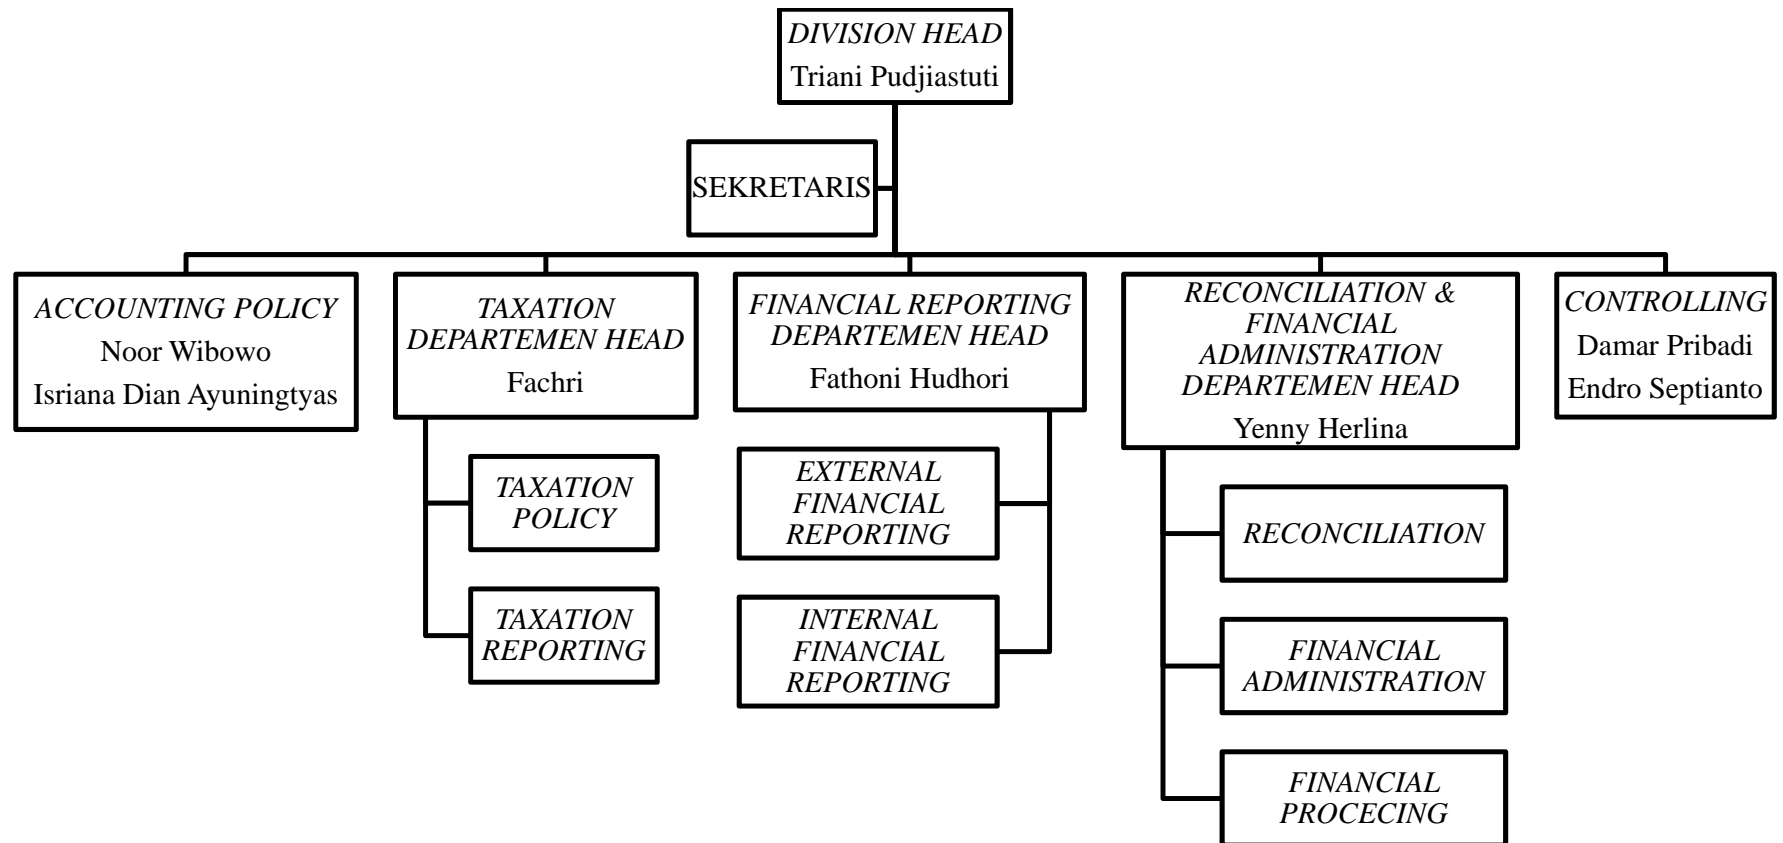 DIVISION HEAD
Triani Pudjiastuti
SEKRETARIS
ACCOUNTING POLICY
Noor Wibowo
Isriana Dian Ayuningtyas
TAXATION
DEPARTEMEN HEAD
Fachri
FINANCIAL REPORTING
DEPARTEMEN HEAD
Fathoni Hudhori
RECONCILIATION &
FINANCIAL
ADMINISTRATION
DEPARTEMEN HEAD
Yenny Herlina
CONTROLLING
Damar Pribadi
Endro Septianto
TAXATION
POLICY
TAXATION
REPORTING
EXTERNAL
FINANCIAL
REPORTING
INTERNAL
FINANCIAL
REPORTING
RECONCILIATION
FINANCIAL
ADMINISTRATION
FINANCIAL
PROCECING